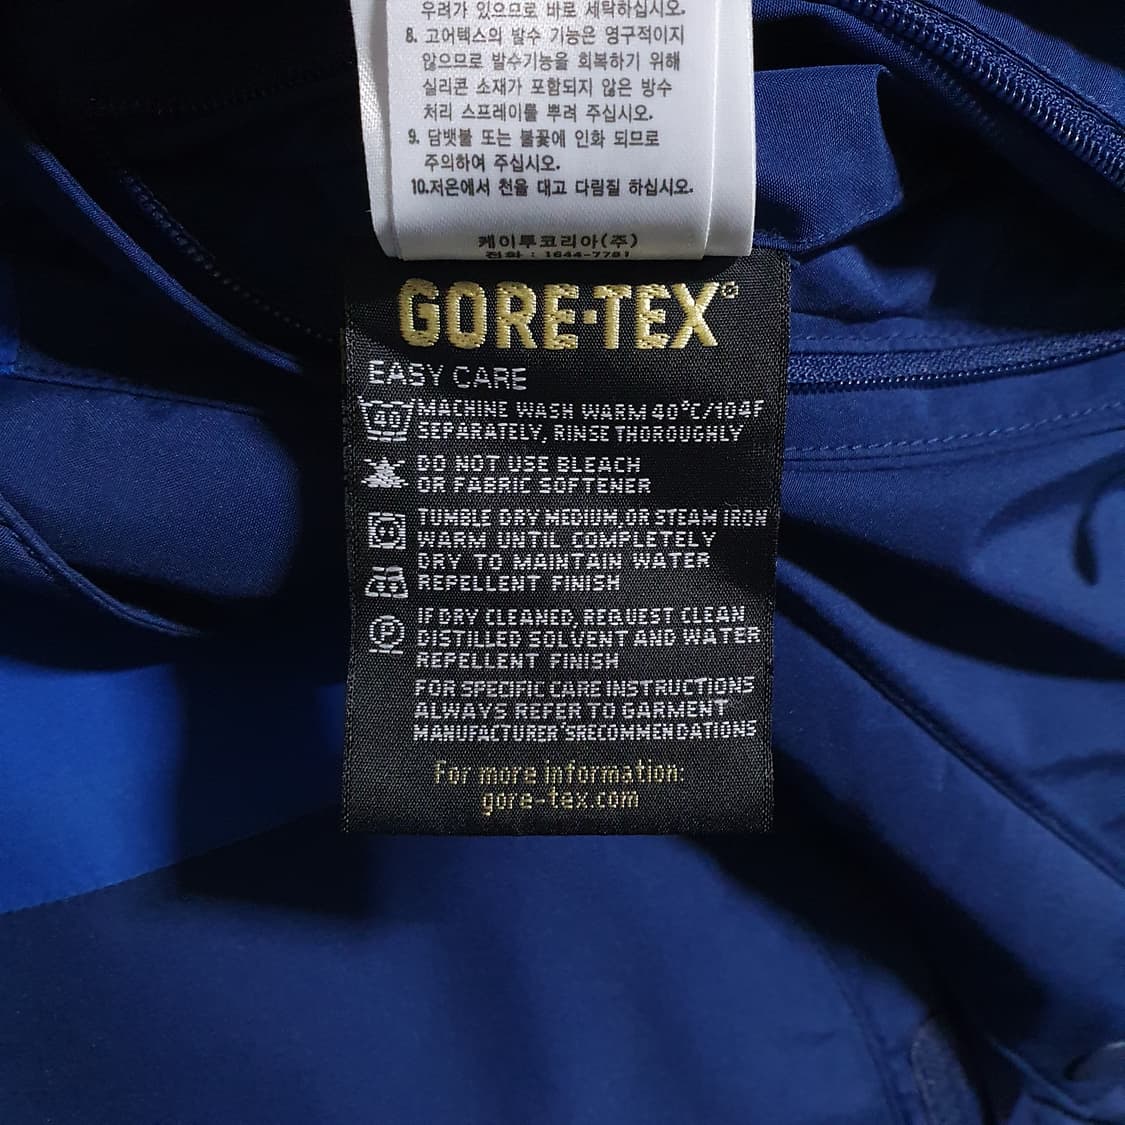 우려가 있으므로 바로 세탁하십시오.
8. 고어텍스의 발수 기능은 영구적이지
않으므로 발수기능을 회복하기 위해
실리콘 소재가 포함되지 않은 방수
처리 스프레이를 뿌려 주십시오.
9. 담뱃불 또는 불꽃에 인화 되므로
주의하여 주십시오.
10.저온에서 천을 대고 다림질 하십시오.
케이투코리아(주)
전화 : 1644-7781
GORE-TEX®
EASY CARE
40 MACHINE WASH WARM 40°C/104F
SEPARATELY, RINSE THOROUGHLY
DO NOT USE BLEACH
OR FABRIC SOFTENER
TUMBLE DRY MEDIUM, OR STEAM IRON
WARM UNTIL COMPLETELY
DRY TO MAINTAIN WATER
REPELLENT FINISH
IF DRY CLEANED, REQUEST CLEAN
P DISTILLED SOLVENT AND WATER
REPELLENT FINISH
FOR SPECIFIC CARE INSTRUCTIONS
ALWAYS REFER TO GARMENT
MANUFACTURER'S RECOMMENDATIONS
For more information:
gore-tex.com